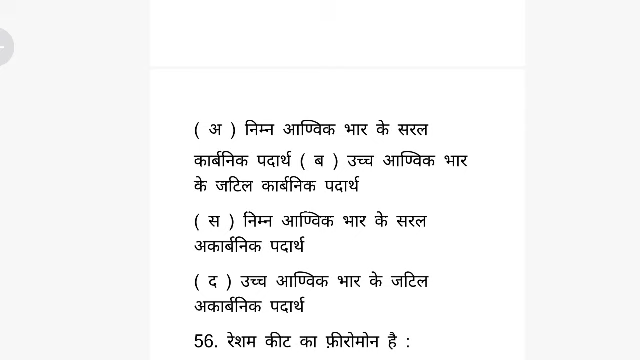 ( अ ) निम्न आण्विक भार के सरल
कार्बनिक पदार्थ ( ब ) उच्च आण्विक भार
के जटिल कार्बनिक पदार्थ
( स ) निम्न आण्विक भार के सरल
अकार्बनिक पदार्थ
( द ) उच्च आण्विक भार के जटिल
अकार्बनिक पदार्थ
56. रेशम कीट का फ़ीरोमोन है :